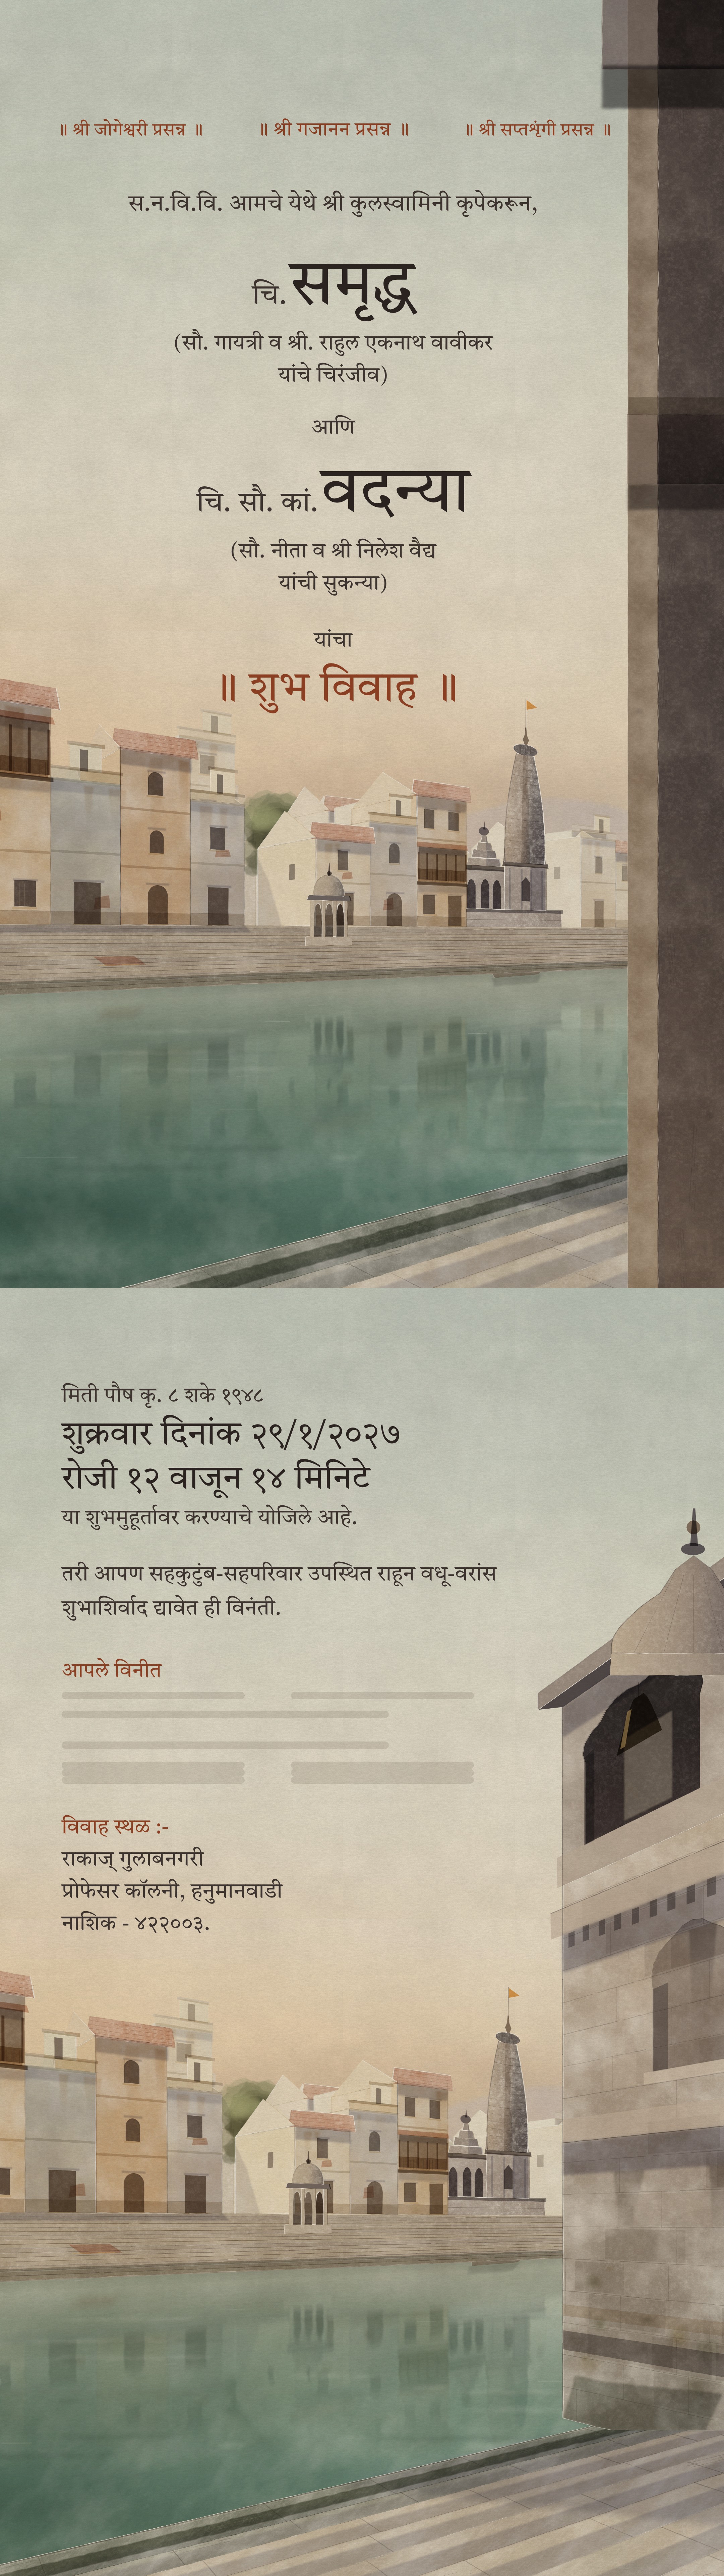 ॥ श्री जोगेश्वरी प्रसन्न ॥ ॥ श्री गजानन प्रसन्न ॥ ॥ श्री सप्तशृंगी प्रसन्न ॥
स.न.वि.वि. आमचे येथे श्री कुलस्वामिनी कृपेकरून,
चि. समृद्ध
(सौ. गायत्री व श्री. राहुल एकनाथ वावीकर
यांचे चिरंजीव)
आणि
चि. सौ. कां. वदन्या
(सौ. नीता व श्री निलेश वैद्य
यांची सुकन्या)
यांचा
॥ शुभ विवाह ॥
मिती पौष कृ. ८ शके १९४८
शुक्रवार दिनांक २९/१/२०२७
रोजी १२ वाजून १४ मिनिटे
या शुभमुहूर्तावर करण्याचे योजिले आहे.
तरी आपण सहकुटुंब-सहपरिवार उपस्थित राहून वधू-वरांस
शुभाशिर्वाद द्यावेत ही विनंती.
आपले विनीत
विवाह स्थळ :-
राकाज् गुलाबनगरी
प्रोफेसर कॉलनी, हनुमानवाडी
नाशिक - ४२२००३.